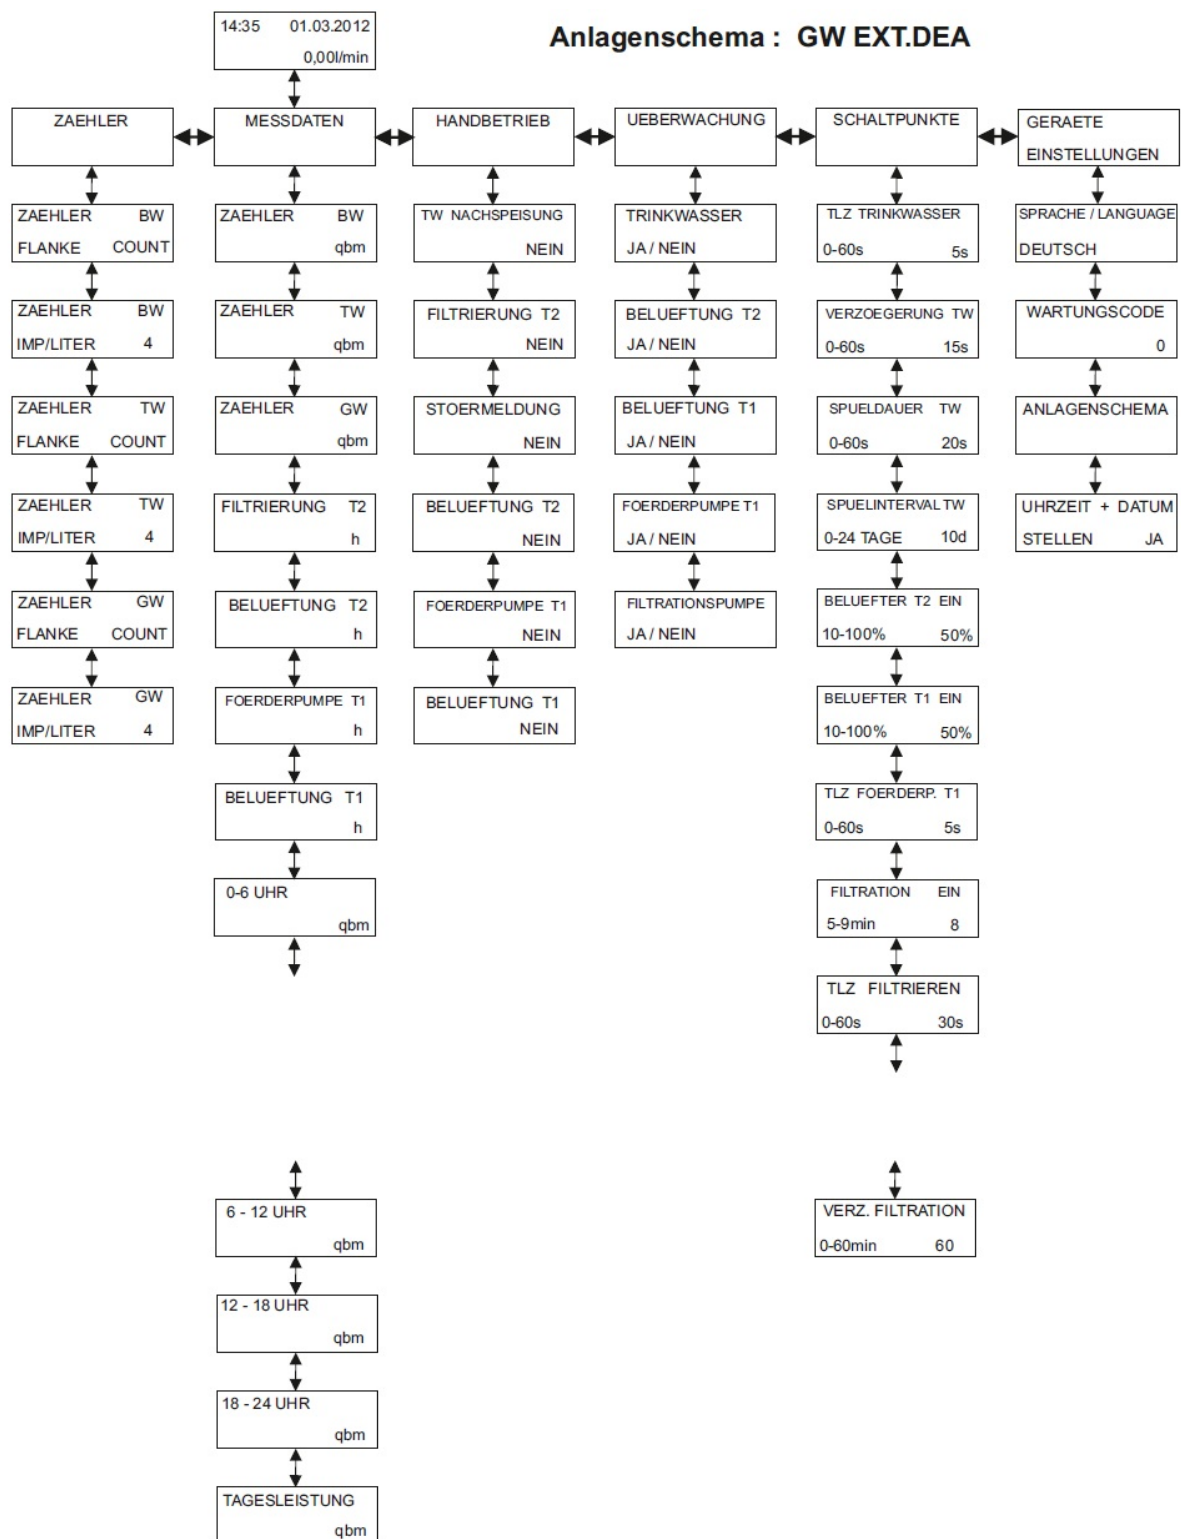 14:35 01.03.2012
0,00l/min
Anlagenschema : GW EXT.DEA
ZAEHLER
ZAEHLER BW
FLANKE COUNT
ZAEHLER BW
IMP/LITER 4
ZAEHLER TW
FLANKE COUNT
ZAEHLER TW
IMP/LITER 4
ZAEHLER GW
FLANKE COUNT
ZAEHLER GW
IMP/LITER 4
MESSDATEN
ZAEHLER BW
qbm
ZAEHLER TW
qbm
ZAEHLER GW
qbm
FILTRIERUNG T2
h
BELUEFTUNG T2
h
FOERDERPUMPE T1
h
BELUEFTUNG T1
h
0-6 UHR
qbm
6 - 12 UHR
qbm
12 - 18 UHR
qbm
18 - 24 UHR
qbm
TAGESLEISTUNG
qbm
HANDBETRIEB
TW NACHSPEISUNG
NEIN
FILTRIERUNG T2
NEIN
STOERMELDUNG
NEIN
BELUEFTUNG T2
NEIN
FOERDERPUMPE T1
NEIN
BELUEFTUNG T1
NEIN
UEBERWACHUNG
TRINKWASSER
JA / NEIN
BELUEFTUNG T2
JA / NEIN
BELUEFTUNG T1
JA / NEIN
FOERDERPUMPE T1
JA / NEIN
FILTRATIONSPUMPE
JA / NEIN
SCHALTPUNKTE
TLZ TRINKWASSER
0-60s 5s
VERZOEGERUNG TW
0-60s 15s
SPUELDAUER TW
0-60s 20s
SPUELINTERVAL TW
0-24 TAGE 10d
BELUEFTER T2 EIN
10-100% 50%
BELUEFTER T1 EIN
10-100% 50%
TLZ FOERDERP. T1
0-60s 5s
FILTRATION EIN
5-9min 8
TLZ FILTRIEREN
0-60s 30s
VERZ. FILTRATION
0-60min 60
GERAETE
EINSTELLUNGEN
SPRACHE / LANGUAGE
DEUTSCH
WARTUNGSCODE
0
ANLAGENSCHEMA
UHRZEIT + DATUM
STELLEN JA